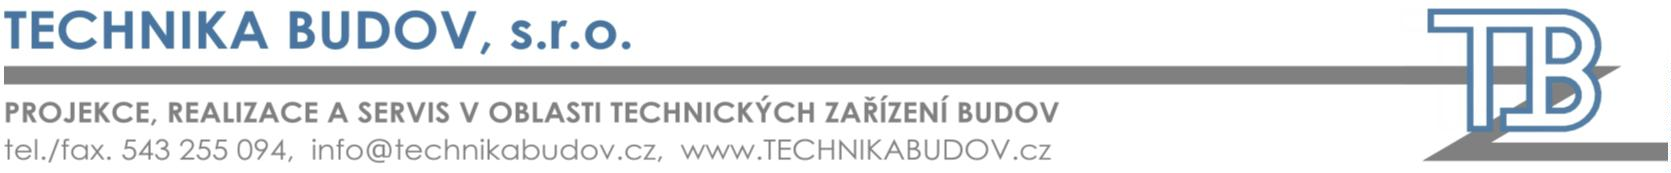 TECHNIKA BUDOV, s.r.o.
TB
PROJEKCE, REALIZACE A SERVIS V OBLASTI TECHNICKÝCH ZAŘÍZENÍ BUDOV
tel./fax. 543 255 094, info@technikabudov.cz, www.TECHNIKABUDOV.cz